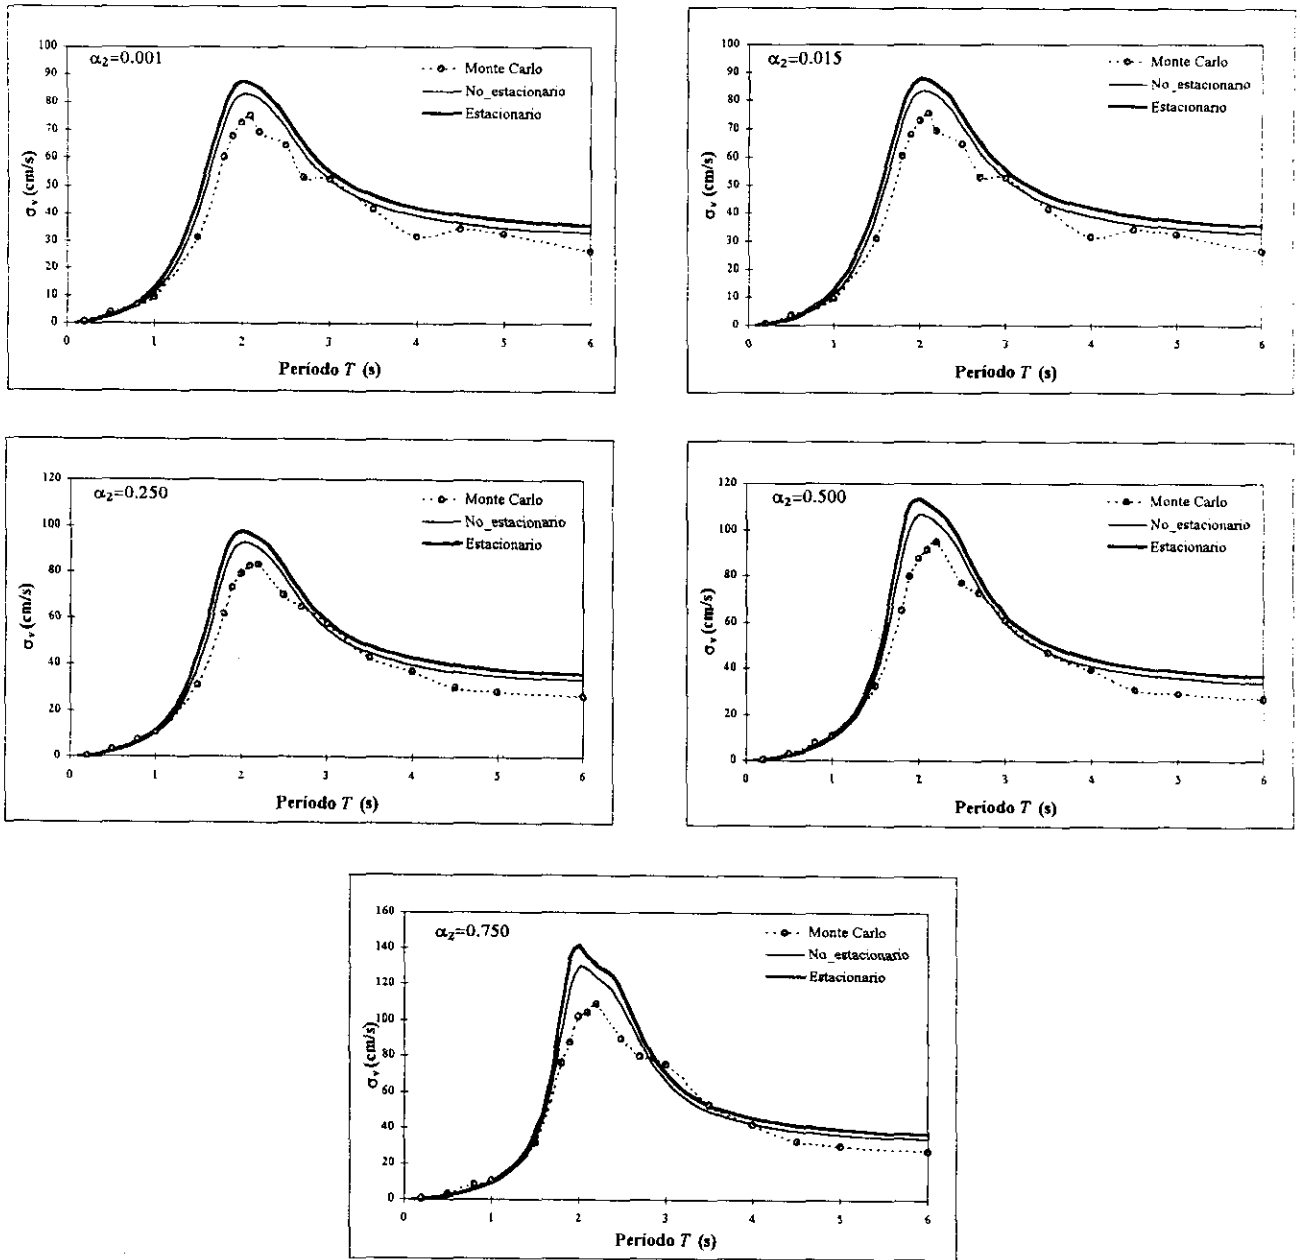 α₂=0.001
Monte Carlo
No_estacionario
Estacionario
σᵥ (cm/s)
100
90
80
70
60
50
40
30
20
10
0
0 1 2 3 4 5 6
Período T (s)
α₂=0.015
Monte Carlo
No_estacionario
Estacionario
σᵥ (cm/s)
100
90
80
70
60
50
40
30
20
10
0
0 1 2 3 4 5 6
Período T (s)
α₂=0.250
Monte Carlo
No_estacionario
Estacionario
σᵥ (cm/s)
120
100
80
60
40
20
0
0 1 2 3 4 5 6
Período T (s)
α₂=0.500
Monte Carlo
No_estacionario
Estacionario
σᵥ (cm/s)
120
100
80
60
40
20
0
0 1 2 3 4 5 6
Período T (s)
α₂=0.750
Monte Carlo
No_estacionario
Estacionario
σᵥ (cm/s)
160
140
120
100
80
60
40
20
0
0 1 2 3 4 5 6
Período T (s)